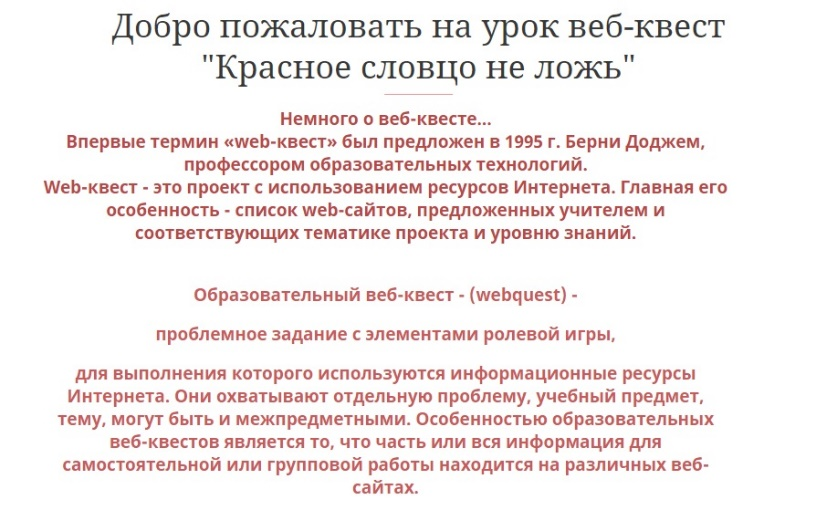 Добро пожаловать на урок веб-квест
"Красное словцо не ложь"
Немного о веб-квесте...
Впервые термин «web-квест» был предложен в 1995 г. Берни Доджем,
профессором образовательных технологий.
Web-квест - это проект с использованием ресурсов Интернета. Главная его
особенность - список web-сайтов, предложенных учителем и
соответствующих тематике проекта и уровню знаний.
Образовательный веб-квест - (webquest) -
проблемное задание c элементами ролевой игры,
для выполнения которого используются информационные ресурсы
Интернета. Они охватывают отдельную проблему, учебный предмет,
тему, могут быть и межпредметными. Особенностью образовательных
веб-квестов является то, что часть или вся информация для
самостоятельной или групповой работы находится на различных веб-
сайтах.